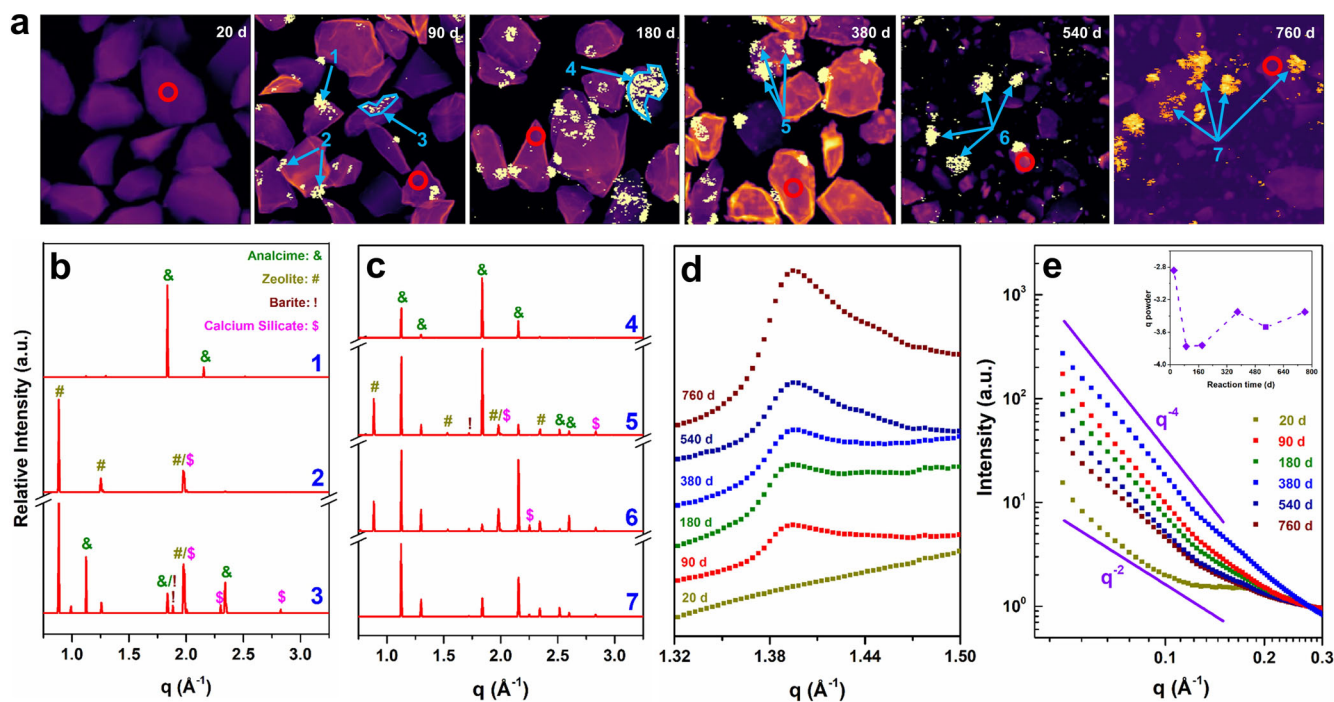 a
20 d
90 d
180 d
380 d
540 d
760 d
1
2
3
4
5
6
7
b
Analcime: &
Zeolite: #
Barite: !
Calcium Silicate: $
&
&
1
#
#
#/$
2
&
&/!
#/$
$
&
$
3
Relative Intensity (a.u.)
1.0 1.5 2.0 2.5 3.0
q (Å⁻¹)
c
&
&
&
&
4
#
#
!
#/$
#
&
&
$
5
$
6
7
1.0 1.5 2.0 2.5 3.0
q (Å⁻¹)
d
760 d
540 d
380 d
180 d
90 d
20 d
1.32 1.38 1.44 1.50
q (Å⁻¹)
e
Intensity (a.u.)
10³
10²
10¹
10⁰
q⁻⁴
q⁻²
20 d
90 d
180 d
380 d
540 d
760 d
q powder
-2.8
-3.2
-3.6
-4.0
0 160 320 480 640 800
Reaction time (d)
0.1 0.2 0.3
q (Å⁻¹)